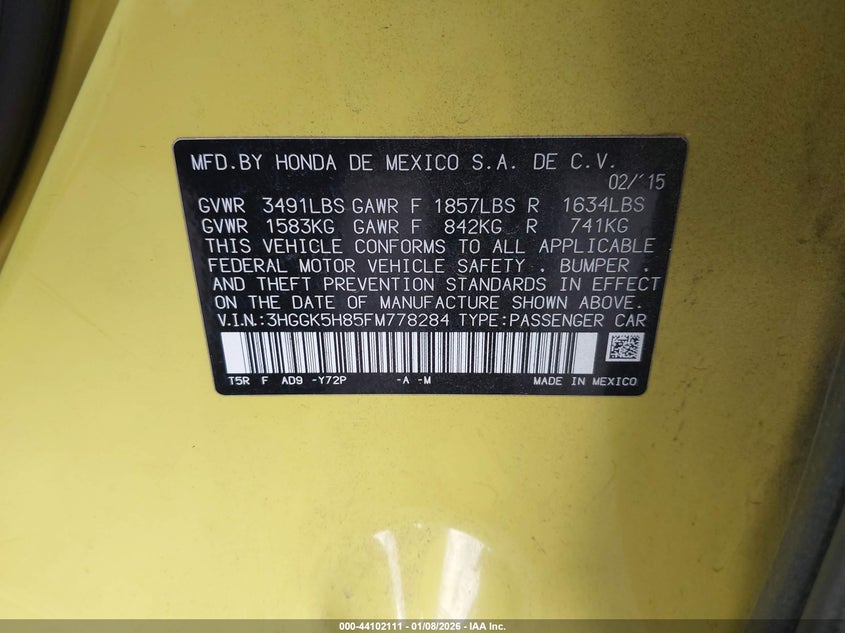 MFD.BY HONDA DE MEXICO S.A. DE C.V.
02/'15
GVWR 3491LBS GAWR F 1857LBS R 1634LBS
GVWR 1583KG GAWR F 842KG R 741KG
THIS VEHICLE CONFORMS TO ALL APPLICABLE
FEDERAL MOTOR VEHICLE SAFETY . BUMPER .
AND THEFT PREVENTION STANDARDS IN EFFECT
ON THE DATE OF MANUFACTURE SHOWN ABOVE.
V.I.N.:3HGGK5H85FM778284 TYPE:PASSENGER CAR
T5R F AD9 -Y72P -A -M MADE IN MEXICO
000-44102111 - 01/08/2026 - IAA Inc.